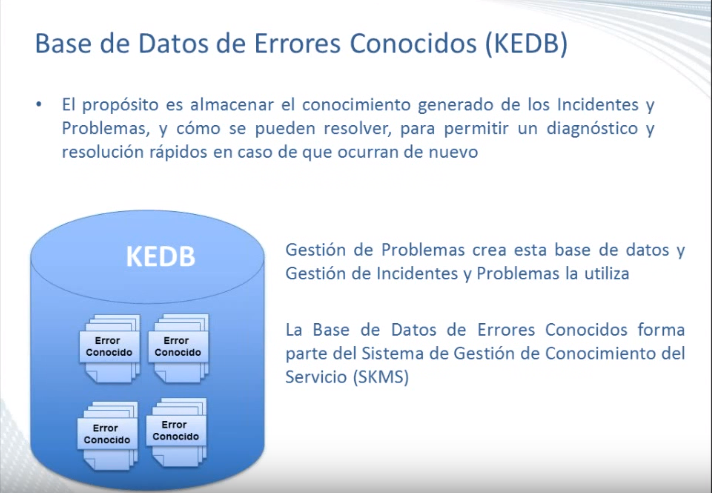 Base de Datos de Errores Conocidos (KEDB)
• El propósito es almacenar el conocimiento generado de los Incidentes y
Problemas, y cómo se pueden resolver, para permitir un diagnóstico y
resolución rápidos en caso de que ocurran de nuevo
KEDB
Error
Conocido
Error
Conocido
Error
Conocido
Error
Conocido
Gestión de Problemas crea esta base de datos y
Gestión de Incidentes y Problemas la utiliza
La Base de Datos de Errores Conocidos forma
parte del Sistema de Gestión de Conocimiento del
Servicio (SKMS)